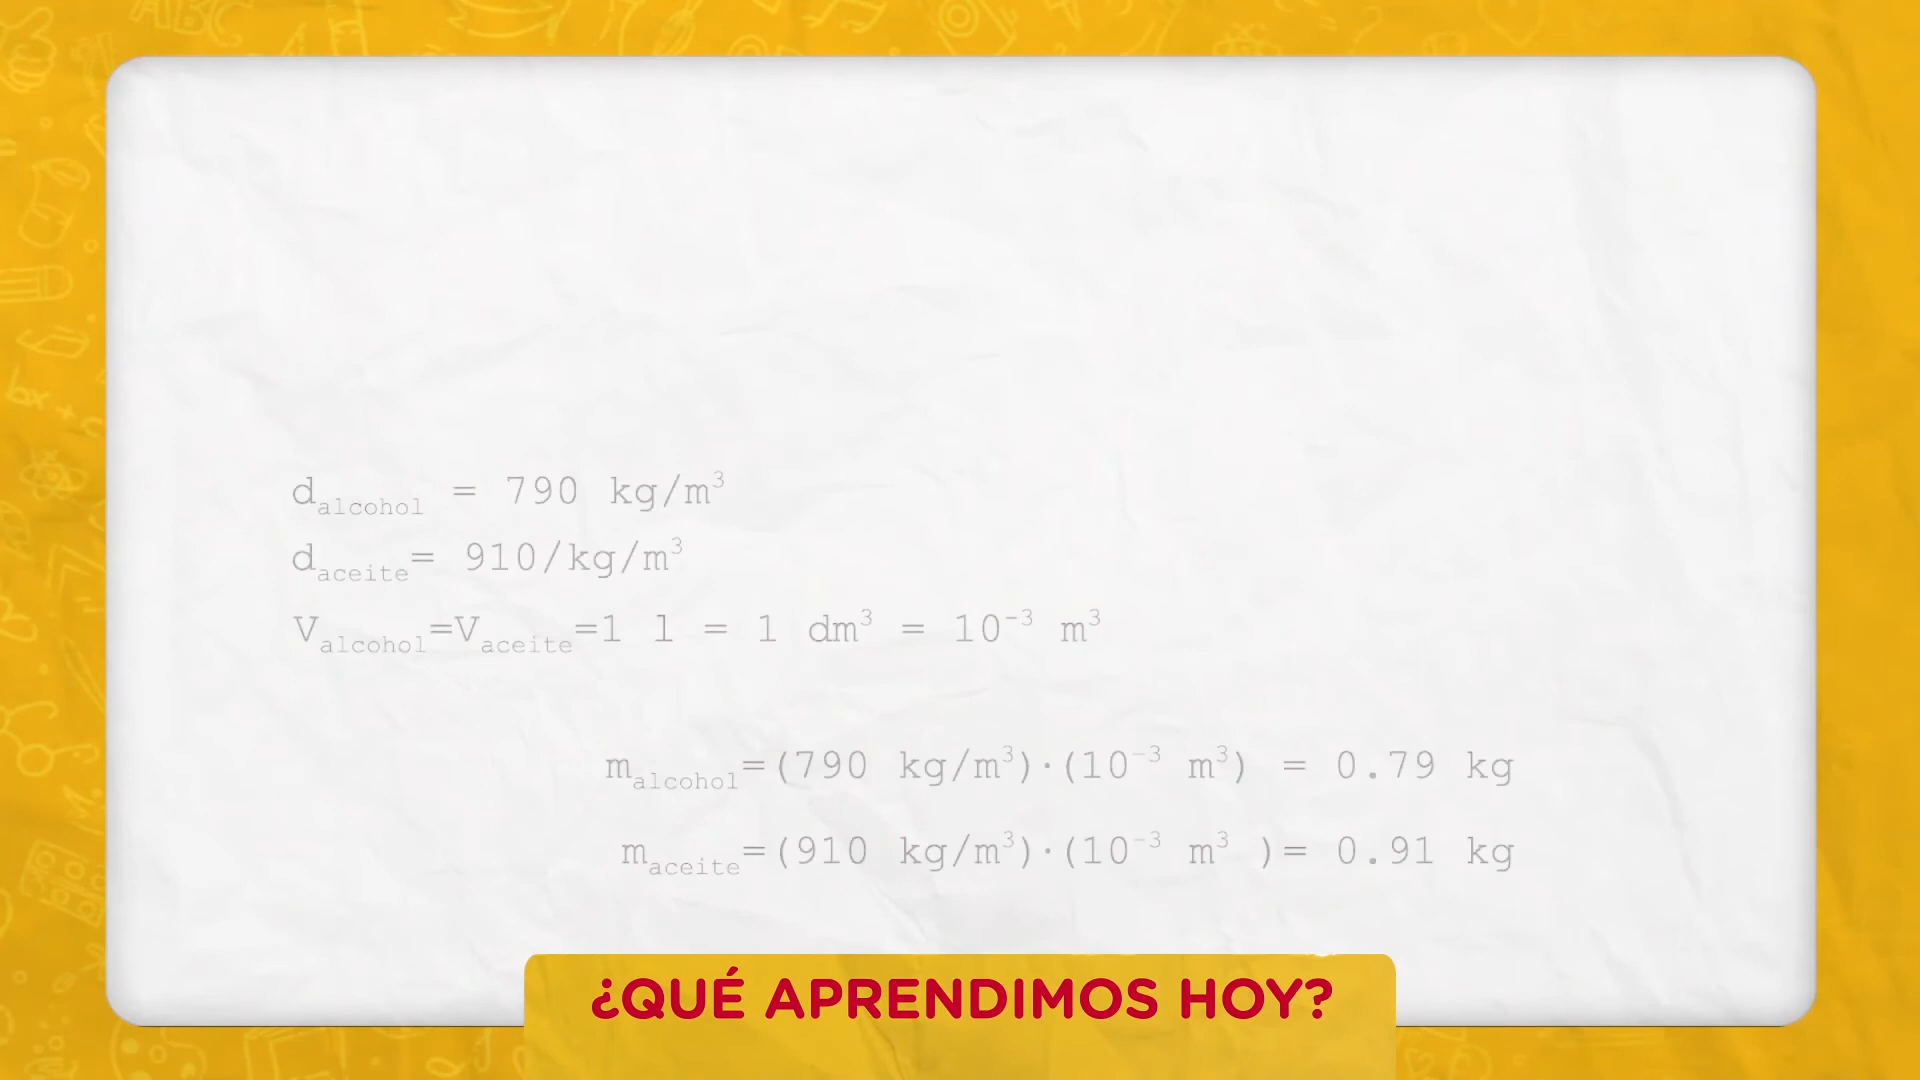 d_alcohol = 790 kg/m³
d_aceite= 910/kg/m³
V_alcohol=V_aceite=1 l = 1 dm³ = 10⁻³ m³
m_alcohol=(790 kg/m³)·(10⁻³ m³) = 0.79 kg
m_aceite=(910 kg/m³)·(10⁻³ m³ )= 0.91 kg
¿QUÉ APRENDIMOS HOY?